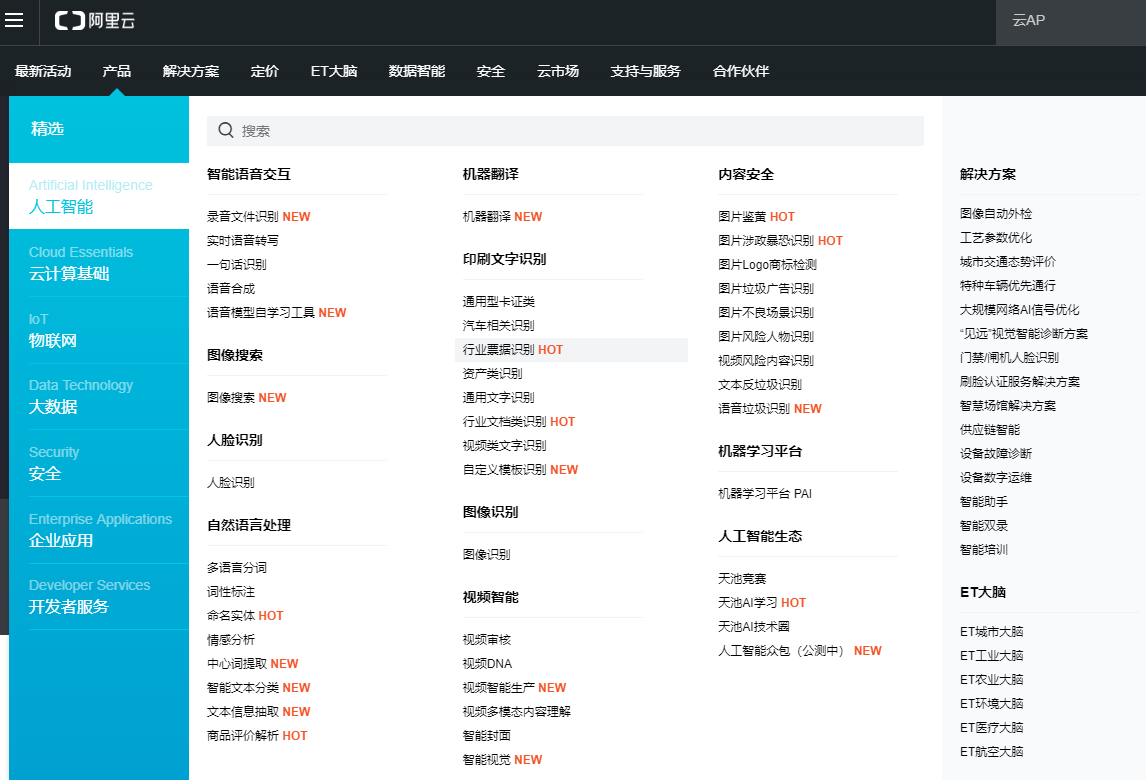 阿里云
云AP
最新活动 产品 解决方案 定价 ET大脑 数据智能 安全 云市场 支持与服务 合作伙伴
精选
Artificial Intelligence
人工智能
Cloud Essentials
云计算基础
IoT
物联网
Data Technology
大数据
Security
安全
Enterprise Applications
企业应用
Developer Services
开发者服务
搜索
智能语音交互
录音文件识别 NEW
实时语音转写
一句话识别
语音合成
语音模型自学习工具 NEW
图像搜索
图像搜索 NEW
人脸识别
人脸识别
自然语言处理
多语言分词
词性标注
命名实体 HOT
情感分析
中心词提取 NEW
智能文本分类 NEW
文本信息抽取 NEW
商品评价解析 HOT
机器翻译
机器翻译 NEW
印刷文字识别
通用型卡证类
汽车相关识别
行业票据识别 HOT
资产类识别
通用文字识别
行业文档类识别 HOT
视频类文字识别
自定义模板识别 NEW
图像识别
图像识别
视频智能
视频审核
视频DNA
视频智能生产 NEW
视频多模态内容理解
智能封面
智能视觉 NEW
内容安全
图片鉴黄 HOT
图片涉政暴恐识别 HOT
图片Logo商标检测
图片垃圾广告识别
图片不良场景识别
图片风险人物识别
视频风险内容识别
文本反垃圾识别
语音垃圾识别 NEW
机器学习平台
机器学习平台 PAI
人工智能生态
天池竞赛
天池AI学习 HOT
天池AI技术圈
人工智能众包（公测中） NEW
解决方案
图像自动外检
工艺参数优化
城市交通态势评价
特种车辆优先通行
大规模网络AI信号优化
“见远”视觉智能诊断方案
门禁/闸机人脸识别
刷脸认证服务解决方案
智慧场馆解决方案
供应链智能
设备故障诊断
设备数字运维
智能助手
智能双录
智能培训
ET大脑
ET城市大脑
ET工业大脑
ET农业大脑
ET环境大脑
ET医疗大脑
ET航空大脑